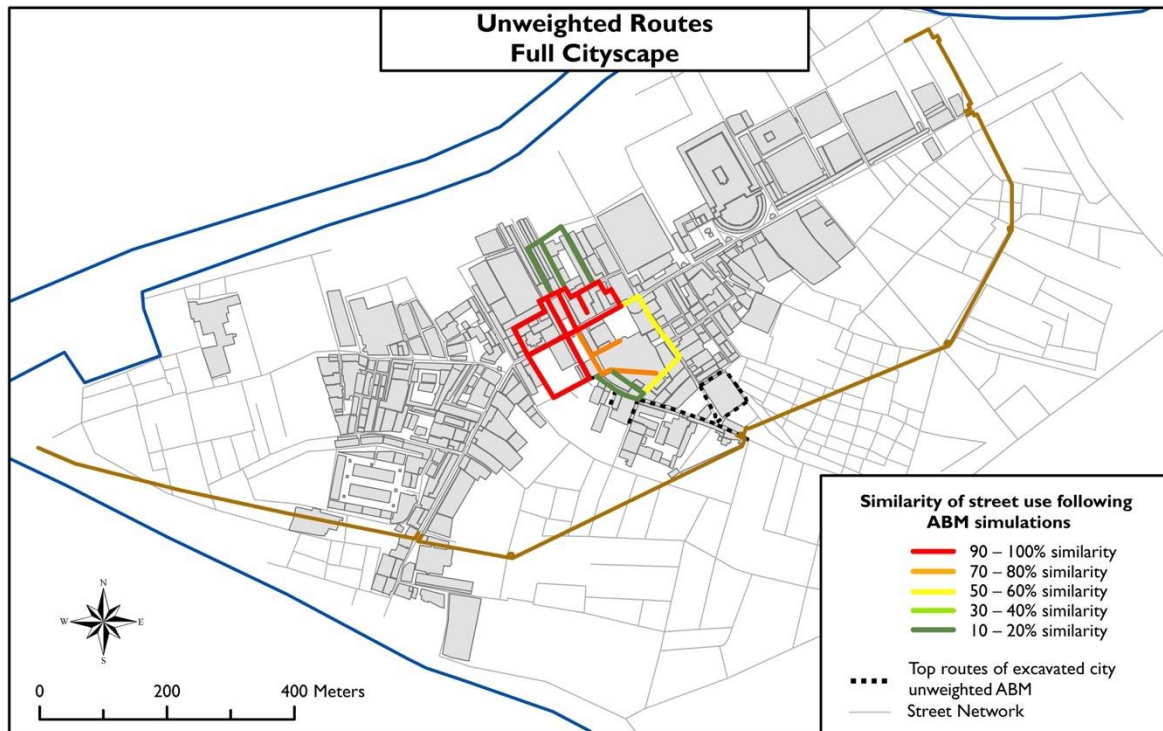 Unweighted Routes
Full Cityscape
N
W E
S
0 200 400 Meters
Similarity of street use following
ABM simulations
90 – 100% similarity
70 – 80% similarity
50 – 60% similarity
30 – 40% similarity
10 – 20% similarity
Top routes of excavated city
unweighted ABM
Street Network